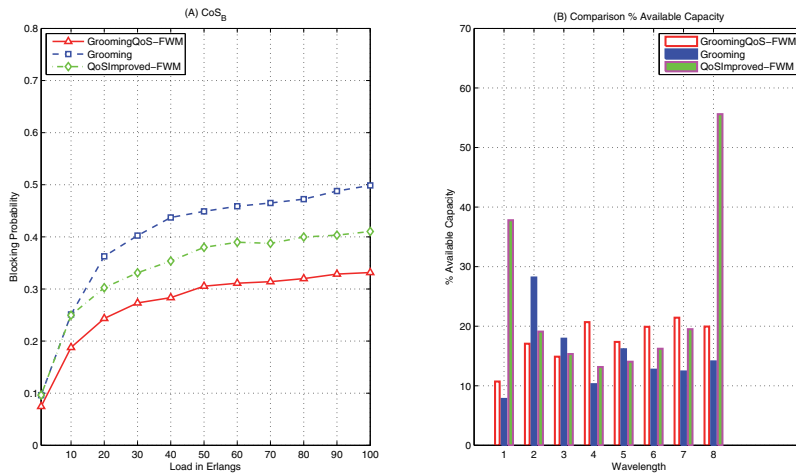 (A) CoS_B
GroomingQoS-FWM
Grooming
QoSImproved-FWM
0.8
0.7
0.6
0.5
0.4
0.3
0.2
0.1
0
Blocking Probability
10 20 30 40 50 60 70 80 90 100
Load in Erlangs
(B) Comparison % Available Capacity
GroomingQoS-FWM
Grooming
QoSImproved-FWM
70
60
50
40
30
20
10
0
% Available Capacity
1 2 3 4 5 6 7 8
Wavelength